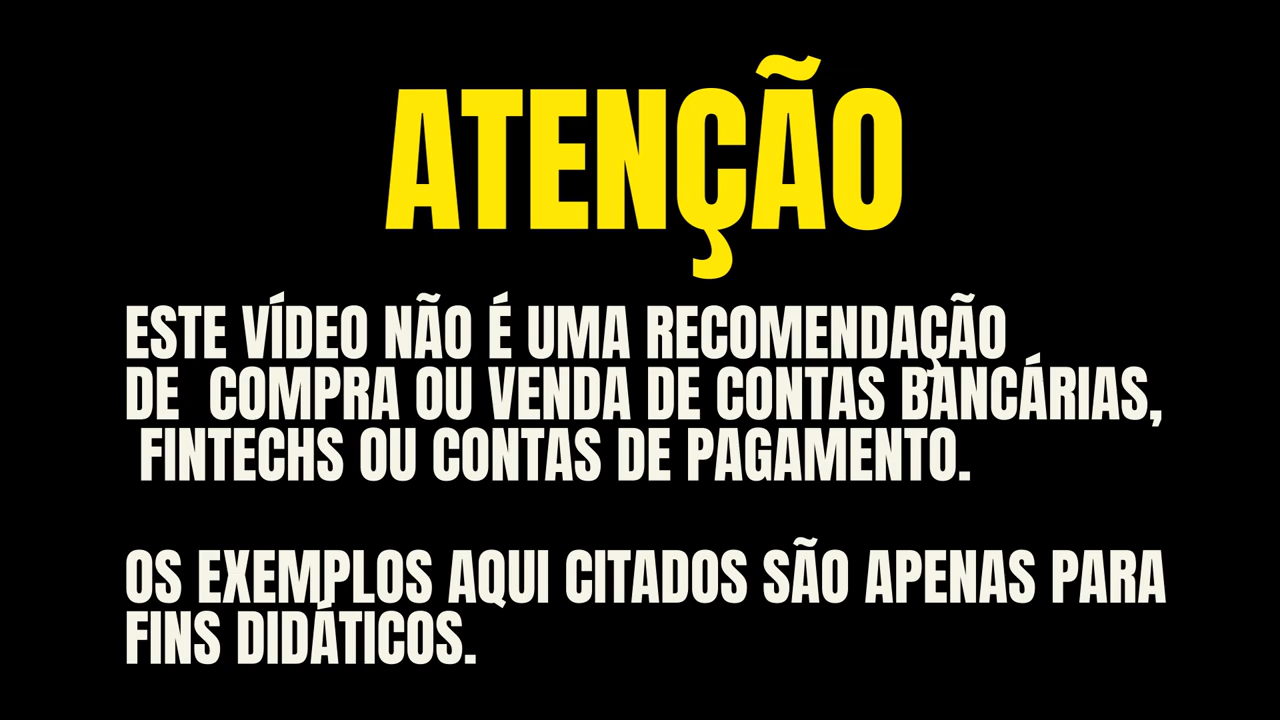 ATENÇÃO
ESTE VÍDEO NÃO É UMA RECOMENDAÇÃO
DE COMPRA OU VENDA DE CONTAS BANCÁRIAS,
FINTECHS OU CONTAS DE PAGAMENTO.
OS EXEMPLOS AQUI CITADOS SÃO APENAS PARA
FINS DIDÁTICOS.